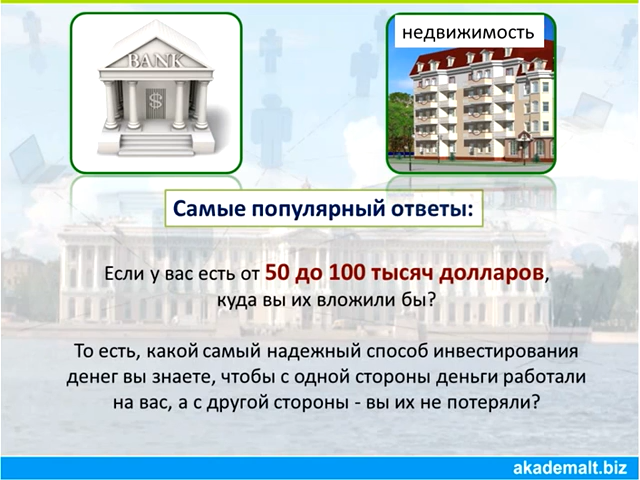 BANK
$
недвижимость
Самые популярный ответы:
Если у вас есть от 50 до 100 тысяч долларов,
куда вы их вложили бы?
То есть, какой самый надежный способ инвестирования
денег вы знаете, чтобы с одной стороны деньги работали
на вас, а с другой стороны - вы их не потеряли?
akademalt.biz